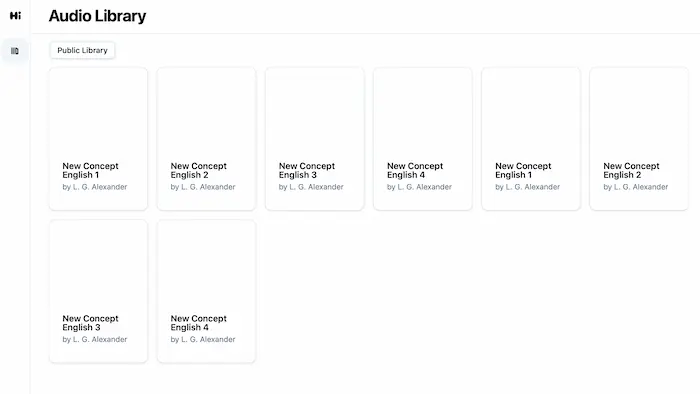 Hi
Audio Library
Public Library
New Concept
English 1
by L. G. Alexander
New Concept
English 2
by L. G. Alexander
New Concept
English 3
by L. G. Alexander
New Concept
English 4
by L. G. Alexander
New Concept
English 1
by L. G. Alexander
New Concept
English 2
by L. G. Alexander
New Concept
English 3
by L. G. Alexander
New Concept
English 4
by L. G. Alexander